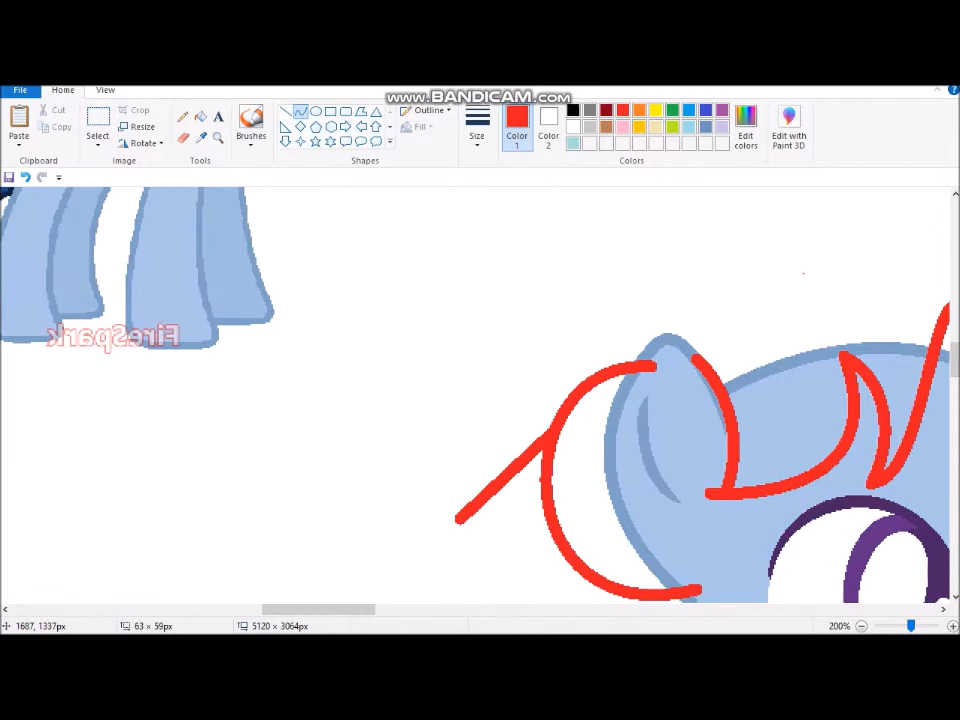 www.BANDICAM.com
File Home View
Cut
Copy
Paste
Clipboard
Crop
Resize
Rotate
Select
Image
A
Tools
Brushes
Outline
Fill
Shapes
Size
Color 1
Color 2
Edit colors
Colors
Edit with Paint 3D
FireSpark
1687, 1337px
63 × 59px
5120 × 3064px
200%